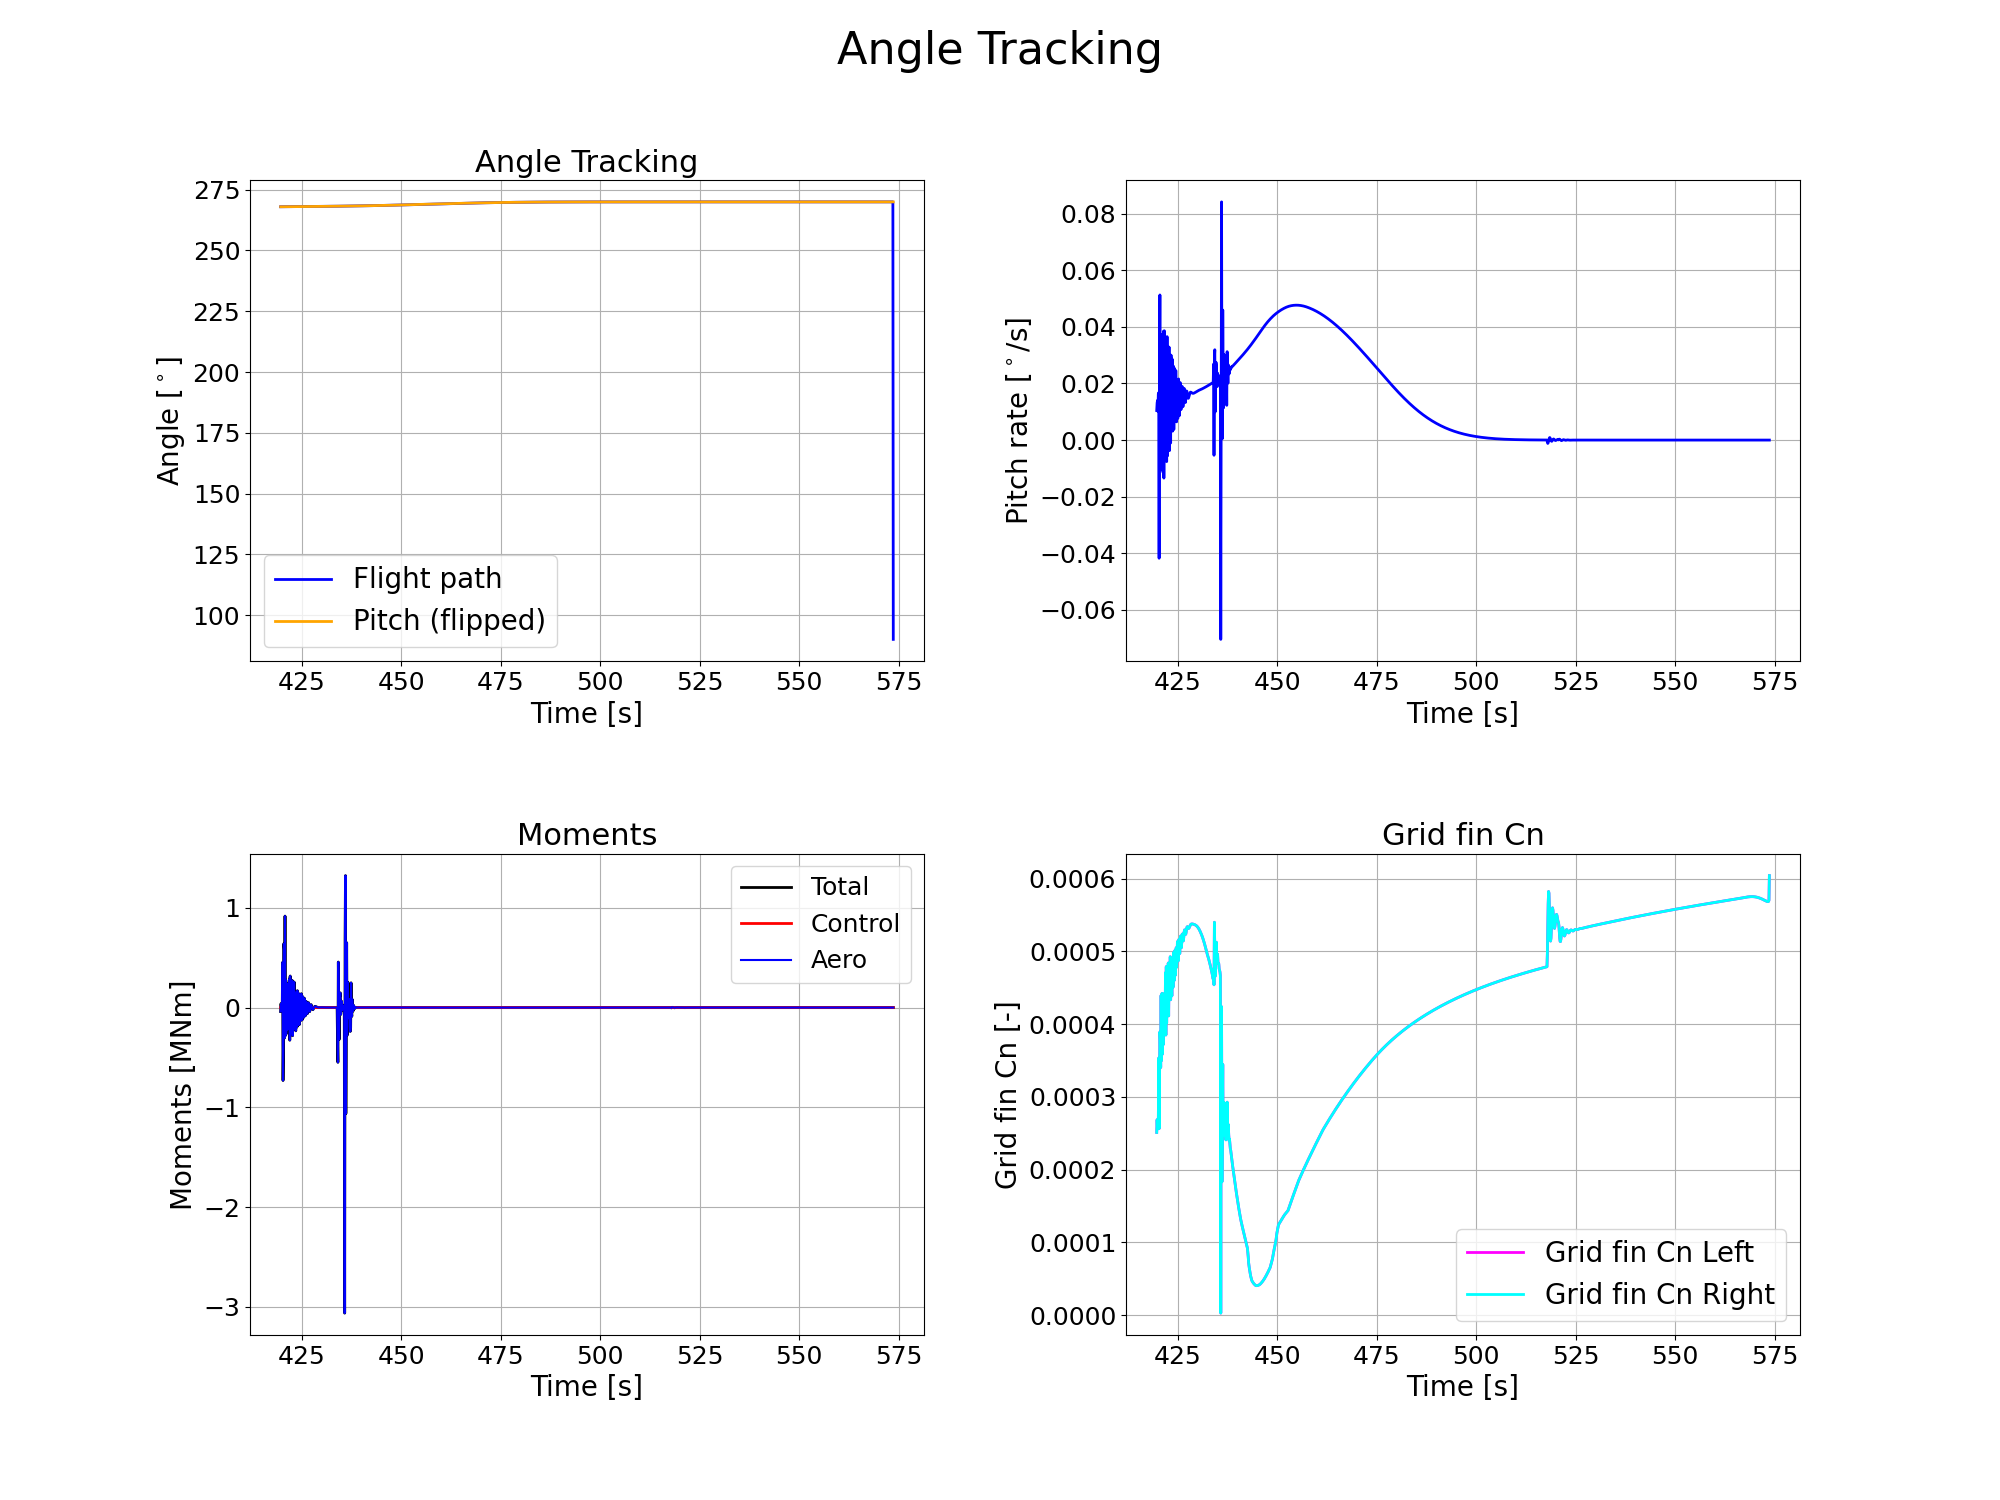 Angle Tracking
Angle Tracking
275
250
225
200
175
150
125
100
Angle [°]
Flight path
Pitch (flipped)
425 450 475 500 525 550 575
Time [s]
0.08
0.06
0.04
0.02
0.00
−0.02
−0.04
−0.06
Pitch rate [°/s]
425 450 475 500 525 550 575
Time [s]
Moments
1
0
−1
−2
−3
Moments [MNm]
Total
Control
Aero
425 450 475 500 525 550 575
Time [s]
Grid fin Cn
0.0006
0.0005
0.0004
0.0003
0.0002
0.0001
0.0000
Grid fin Cn [-]
Grid fin Cn Left
Grid fin Cn Right
425 450 475 500 525 550 575
Time [s]